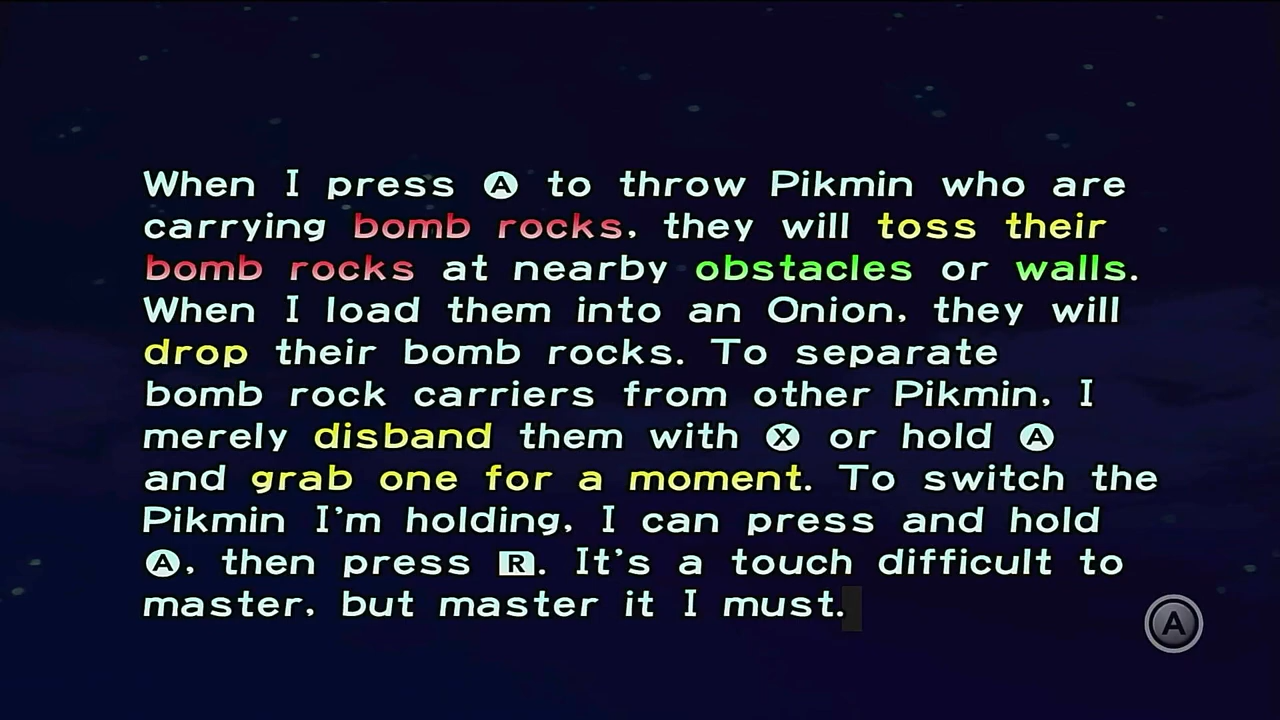 When I press A to throw Pikmin who are
carrying bomb rocks, they will toss their
bomb rocks at nearby obstacles or walls.
When I load them into an Onion, they will
drop their bomb rocks. To separate
bomb rock carriers from other Pikmin, I
merely disband them with X or hold A
and grab one for a moment. To switch the
Pikmin I'm holding, I can press and hold
A, then press R. It's a touch difficult to
master, but master it I must.
A